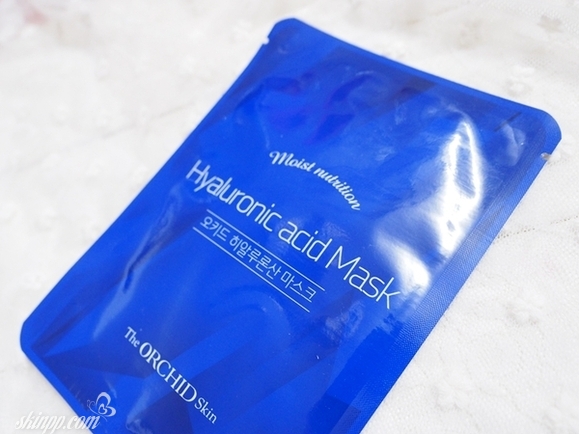 Moist nutrition
Hyaluronic acid Mask
오키드 히알루론산 마스크
The ORCHID Skin
skinpp.com